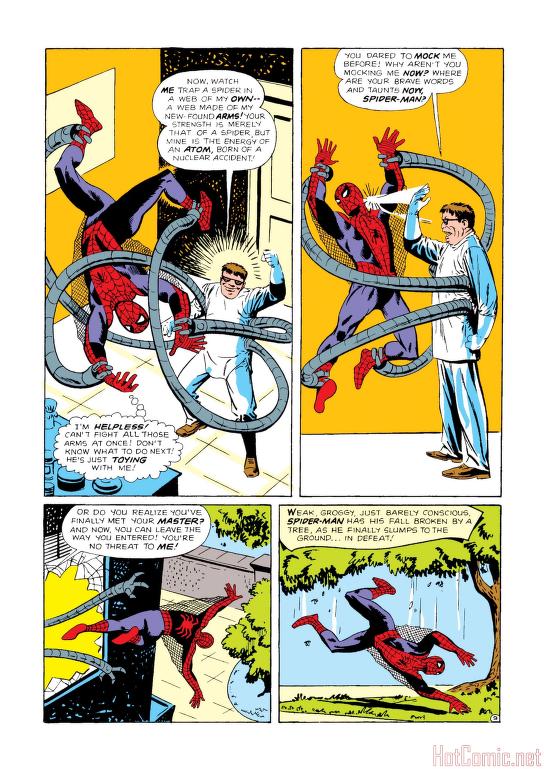 NOW, WATCH
ME TRAP A SPIDER IN
A WEB OF MY OWN--
A WEB MADE OF MY
NEW-FOUND ARMS! YOUR
STRENGTH IS MERELY
THAT OF A SPIDER, BUT
MINE IS THE ENERGY OF
AN ATOM, BORN OF A
NUCLEAR ACCIDENT!
I'M HELPLESS!
CAN'T FIGHT ALL THOSE
ARMS AT ONCE! DON'T
KNOW WHAT TO DO NEXT!
HE'S JUST TOYING
WITH ME!
YOU DARED TO MOCK ME
BEFORE! WHY AREN'T YOU
MOCKING ME NOW? WHERE
ARE YOUR BRAVE WORDS
AND TAUNTS NOW,
SPIDER-MAN?
OR DO YOU REALIZE YOU'VE
FINALLY MET YOUR MASTER?
AND NOW, YOU CAN LEAVE THE
WAY YOU ENTERED! YOU'RE
NO THREAT TO ME!
WEAK, GROGGY, JUST BARELY CONSCIOUS,
SPIDER-MAN HAS HIS FALL BROKEN BY A
TREE, AS HE FINALLY SLUMPS TO THE
GROUND... IN DEFEAT!
9
HotComic.net